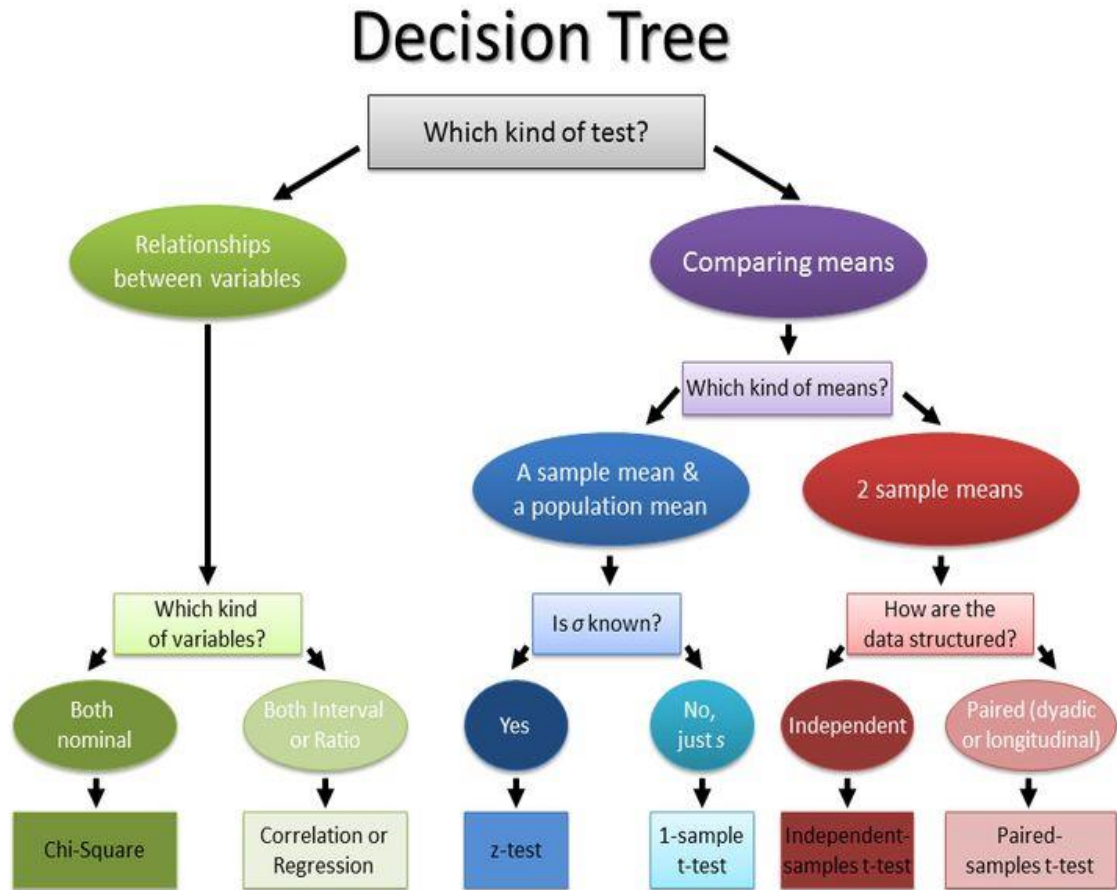 Decision Tree
Which kind of test?
Relationships
between variables
Comparing means
Which kind of means?
A sample mean &
a population mean
2 sample means
Which kind
of variables?
Is σ known?
How are the
data structured?
Both
nominal
Both Interval
or Ratio
Yes
No,
just s
Independent
Paired (dyadic
or longitudinal)
Chi-Square
Correlation or
Regression
z-test
1-sample
t-test
Independent-
samples t-test
Paired-
samples t-test